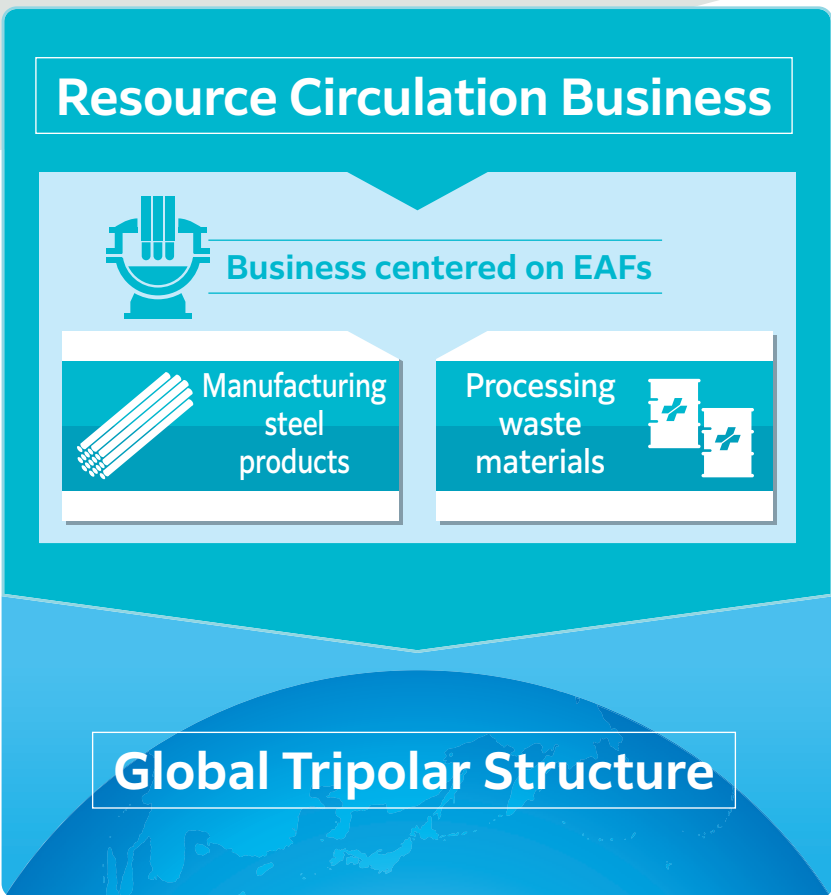 Resource Circulation Business
Business centered on EAFs
Manufacturing
steel
products
Processing
waste
materials
Global Tripolar Structure